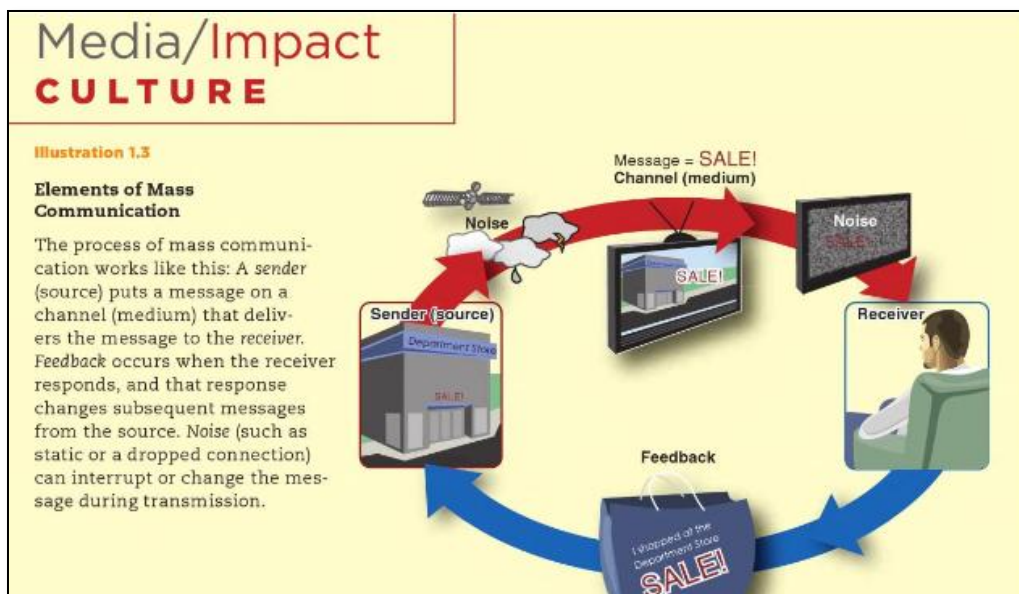 Media/Impact
CULTURE
Illustration 1.3
Elements of Mass
Communication
The process of mass communi-
cation works like this: A sender
(source) puts a message on a
channel (medium) that deliv-
ers the message to the receiver.
Feedback occurs when the receiver
responds, and that response
changes subsequent messages
from the source. Noise (such as
static or a dropped connection)
can interrupt or change the mes-
sage during transmission.
Message = SALE!
Channel (medium)
Noise
Noise
SALE!
SALE!
Sender (source)
Department Store
SALE!
Receiver
Feedback
I shopped at the
Department Store
SALE!